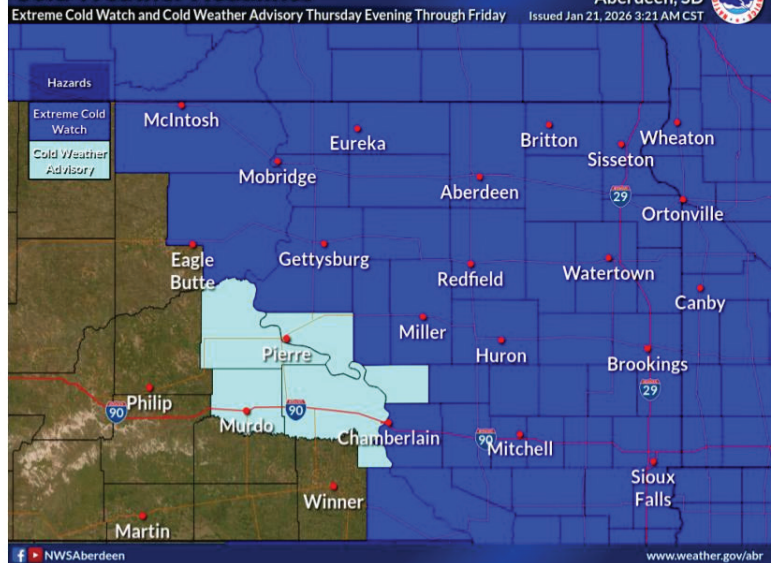 Aberdeen, SD
Extreme Cold Watch and Cold Weather Advisory Thursday Evening Through Friday
Issued Jan 21, 2026 3:21 AM CST
Hazards
Extreme Cold
Watch
Cold Weather
Advisory
McIntosh
Eureka
Britton
Wheaton
Sisseton
Mobridge
Aberdeen
29
Ortonville
Eagle
Butte
Gettysburg
Redfield
Watertown
Canby
Miller
Pierre
Huron
Brookings
29
Philip
90
90
Murdo
Chamberlain
90
Mitchell
Sioux
Falls
Winner
Martin
NWSAberdeen
www.weather.gov/abr